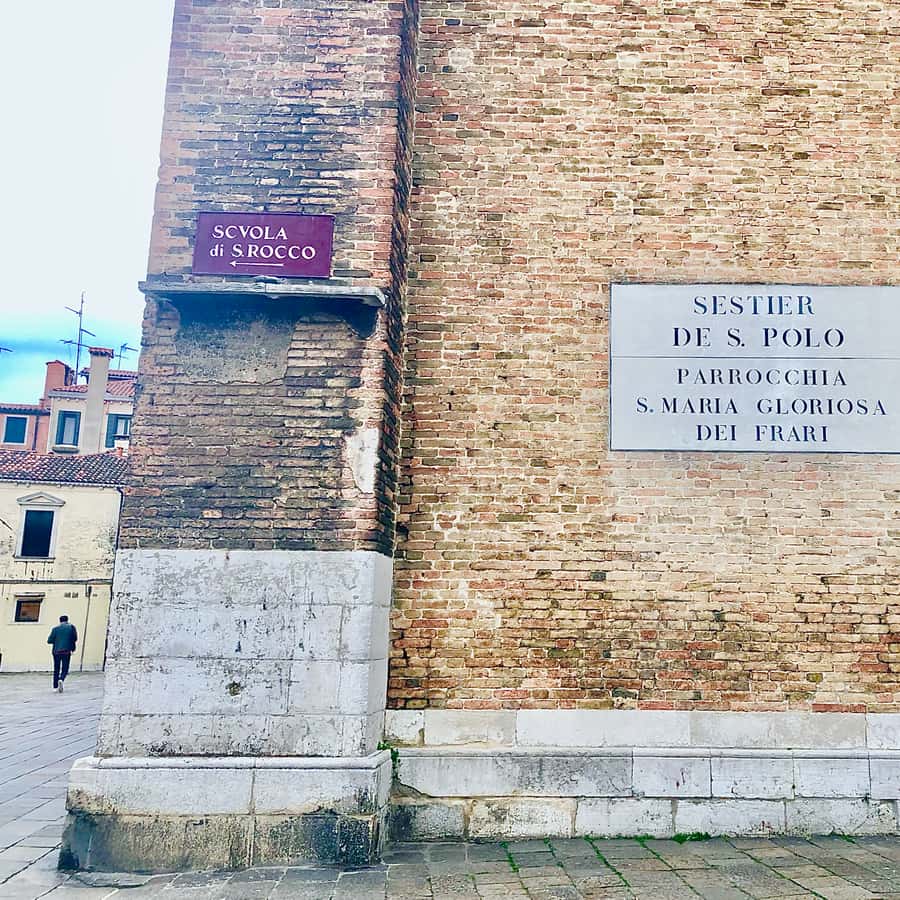 SCVOLA
di S. ROCCO
SESTIER
DE S. POLO
PARROCCHIA
S. MARIA GLORIOSA
DEI FRARI